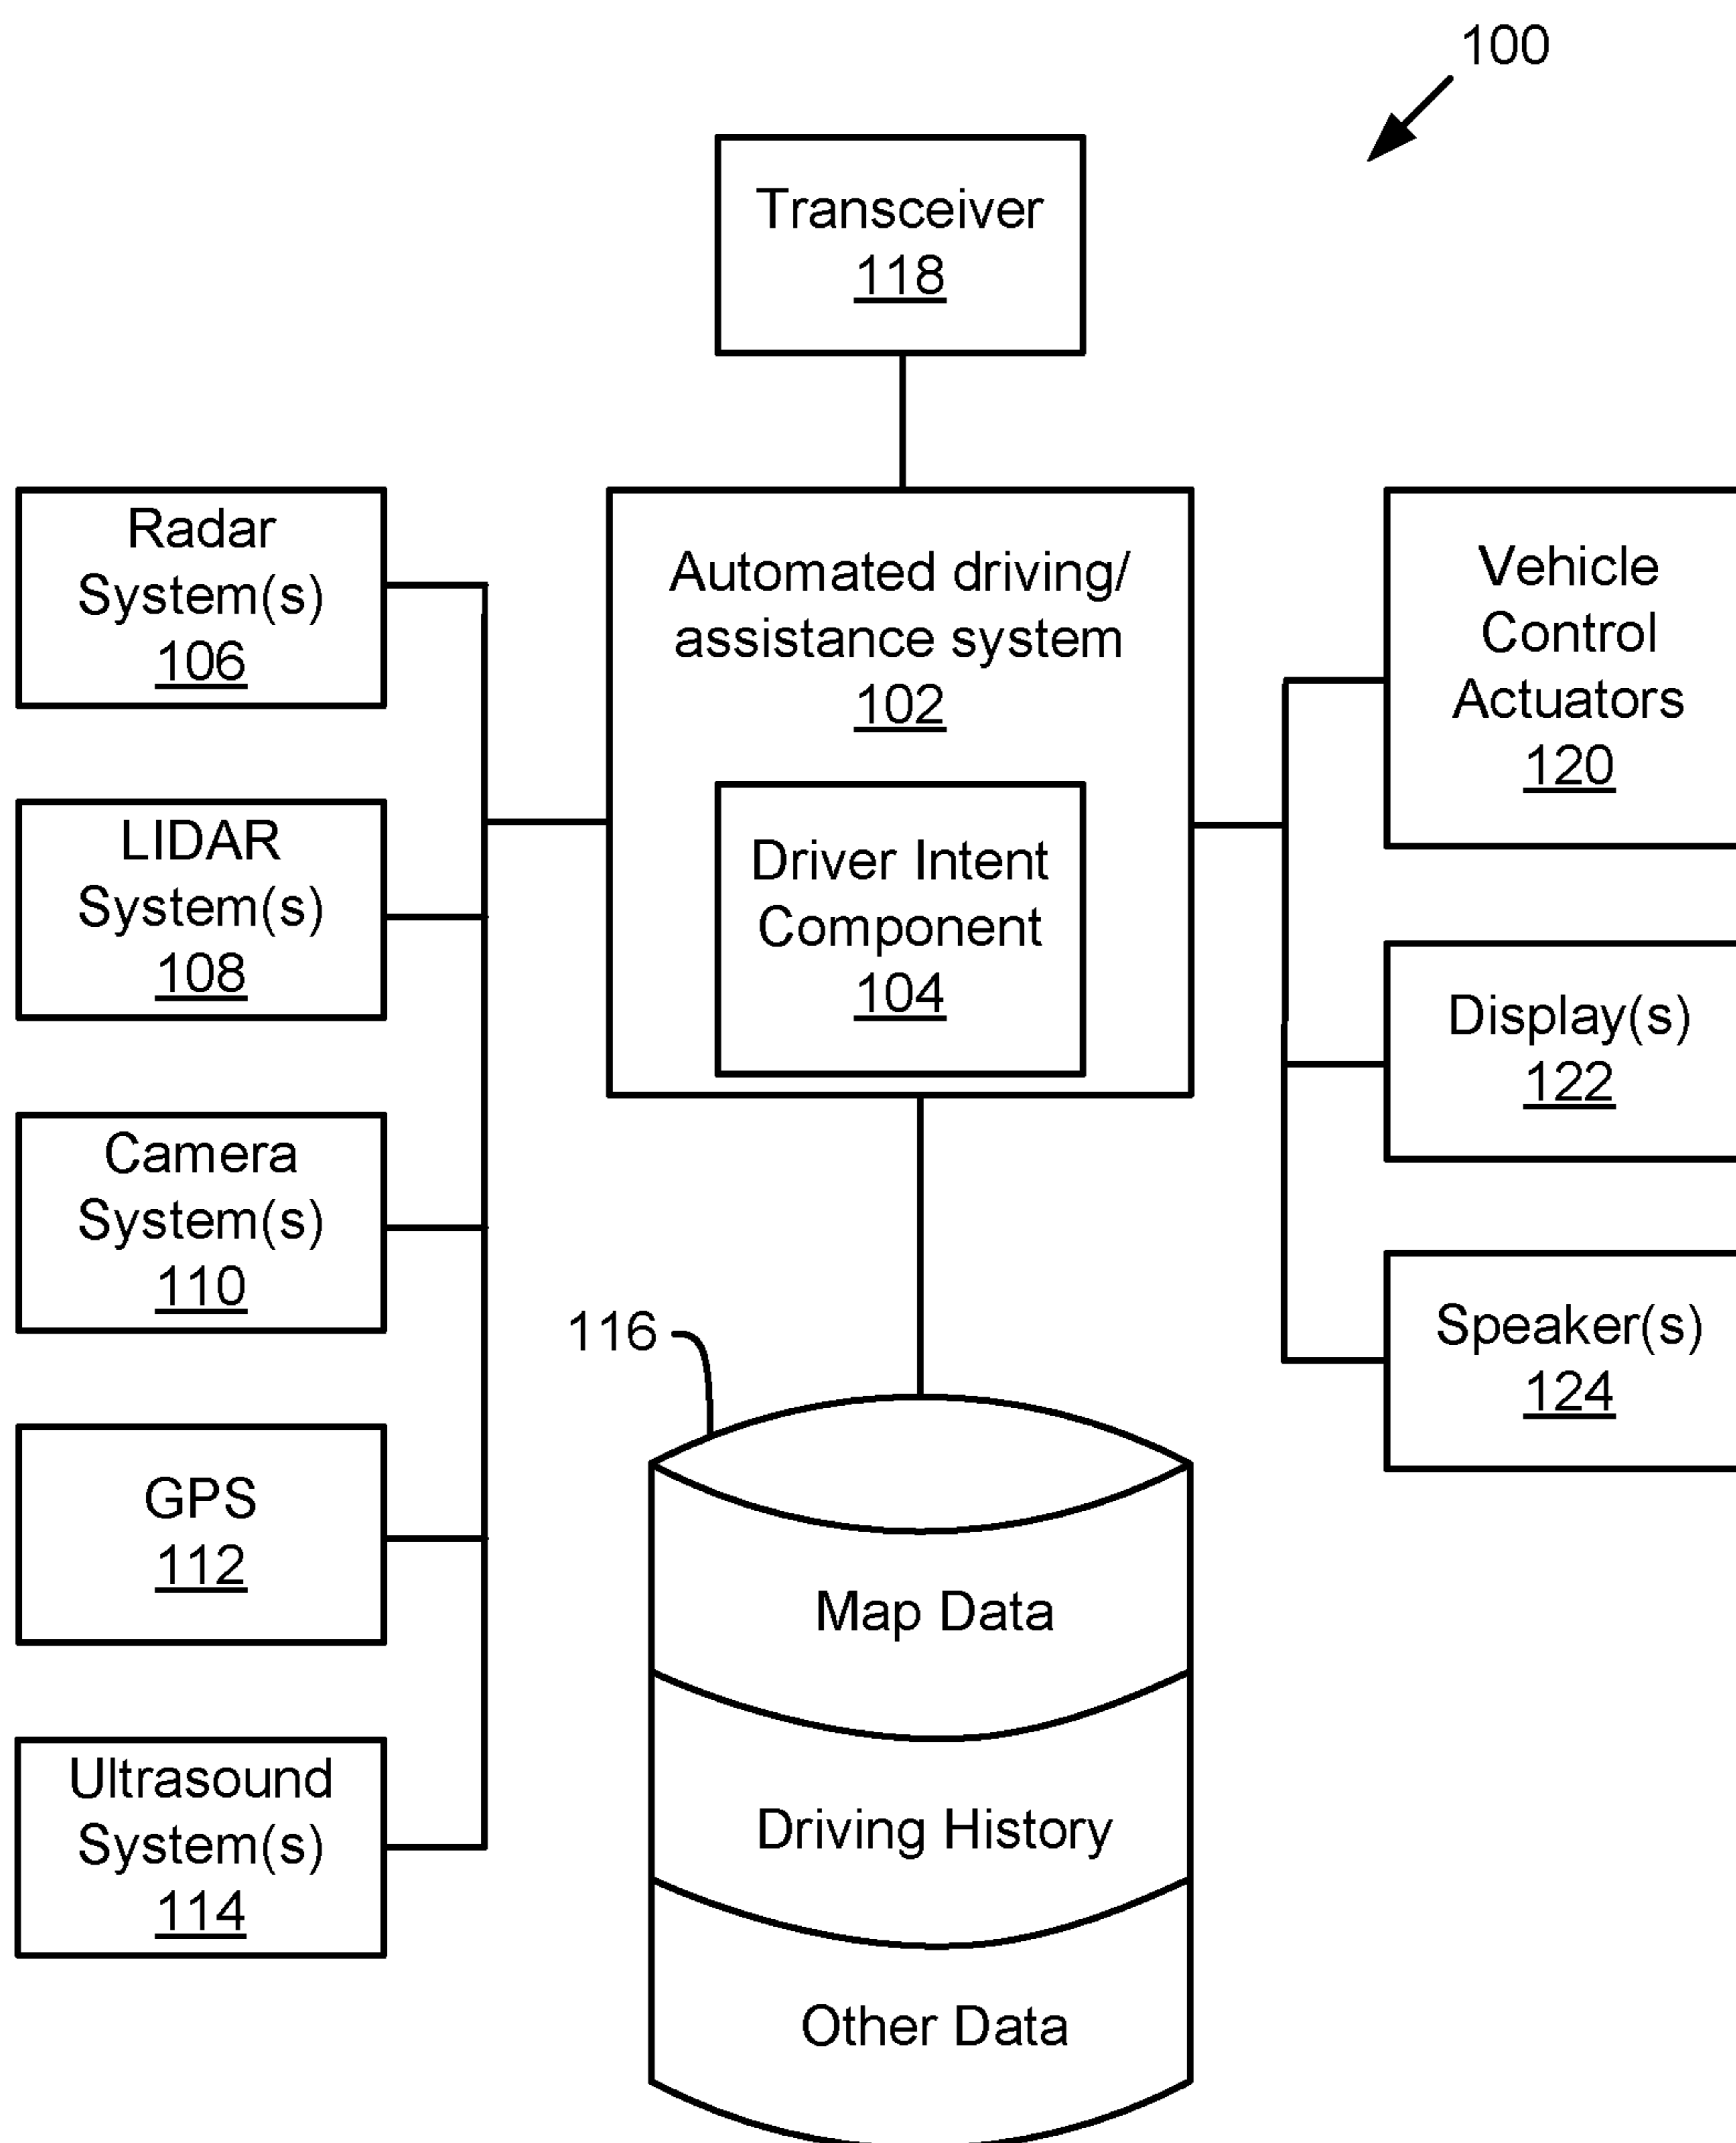 100
Transceiver
118
Radar
System(s)
106
LIDAR
System(s)
108
Camera
System(s)
110
GPS
112
Ultrasound
System(s)
114
Automated driving/
assistance system
102
Driver Intent
Component
104
116
Map Data
Driving History
Other Data
Vehicle
Control
Actuators
120
Display(s)
122
Speaker(s)
124